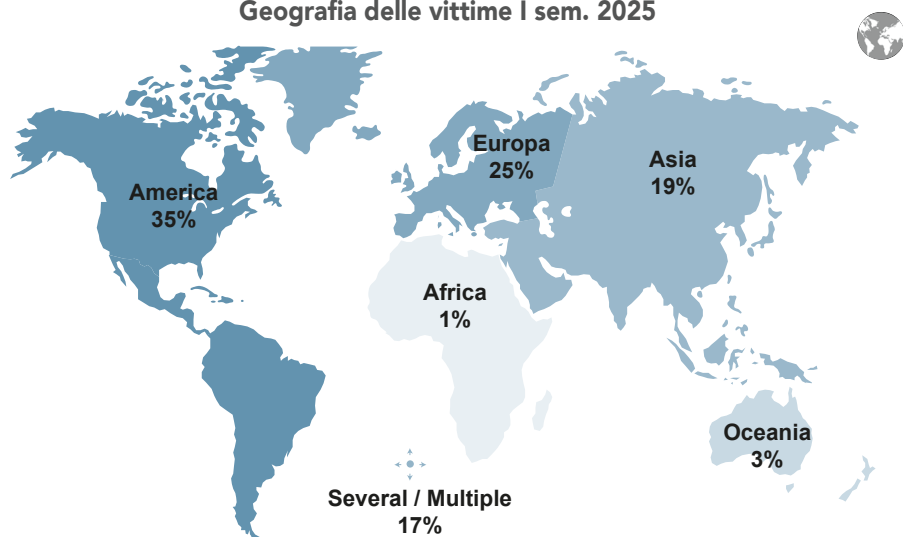 Geografia delle vittime I sem. 2025
Europa
25%
Asia
19%
America
35%
Africa
1%
Oceania
3%
Several / Multiple
17%